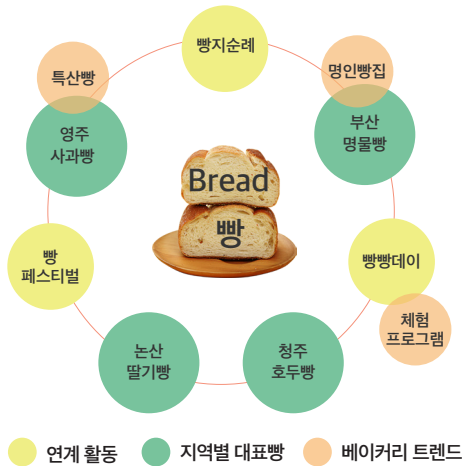 빵지순례
특산빵
명인빵집
영주
사과빵
부산
명물빵
Bread
빵
빵
페스티벌
빵빵데이
체험
프로그램
논산
딸기빵
청주
호두빵
연계 활동
지역별 대표빵
베이커리 트렌드